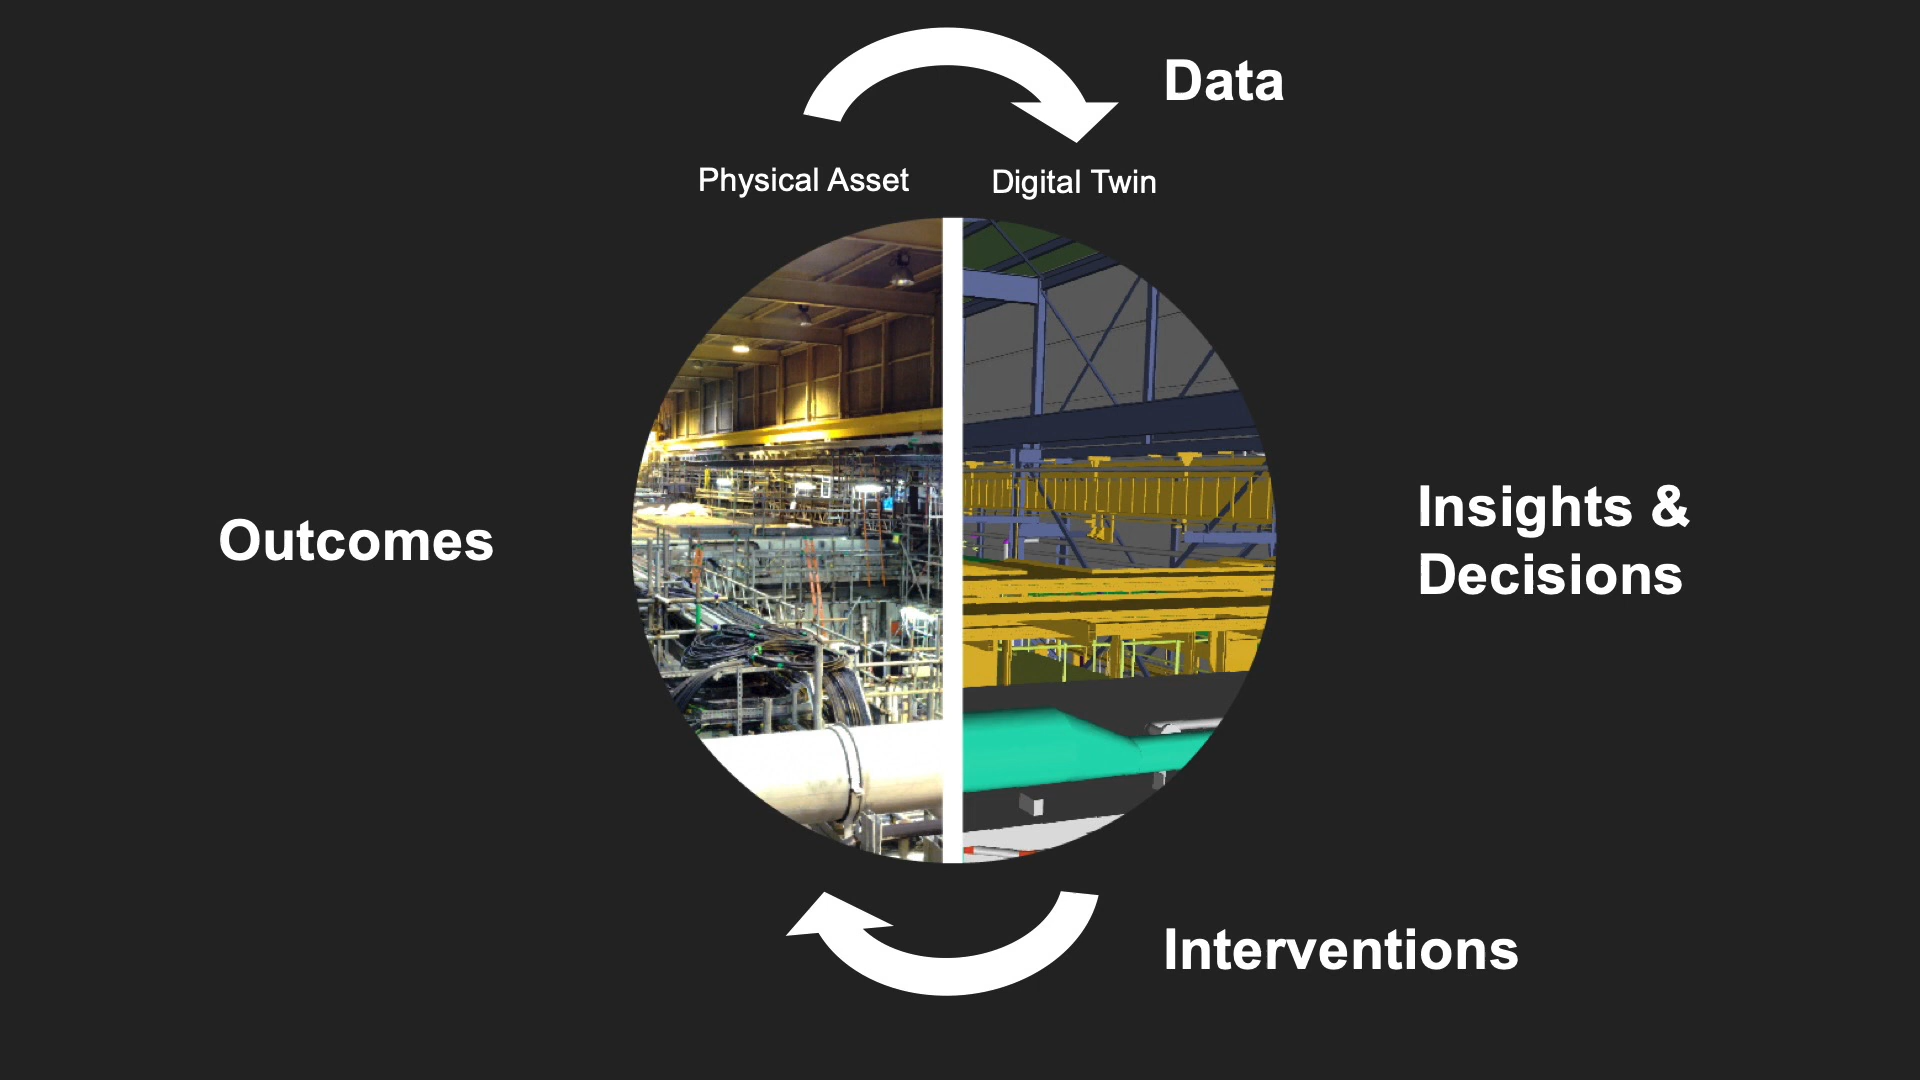 Data
Physical Asset
Digital Twin
Outcomes
Insights &
Decisions
Interventions